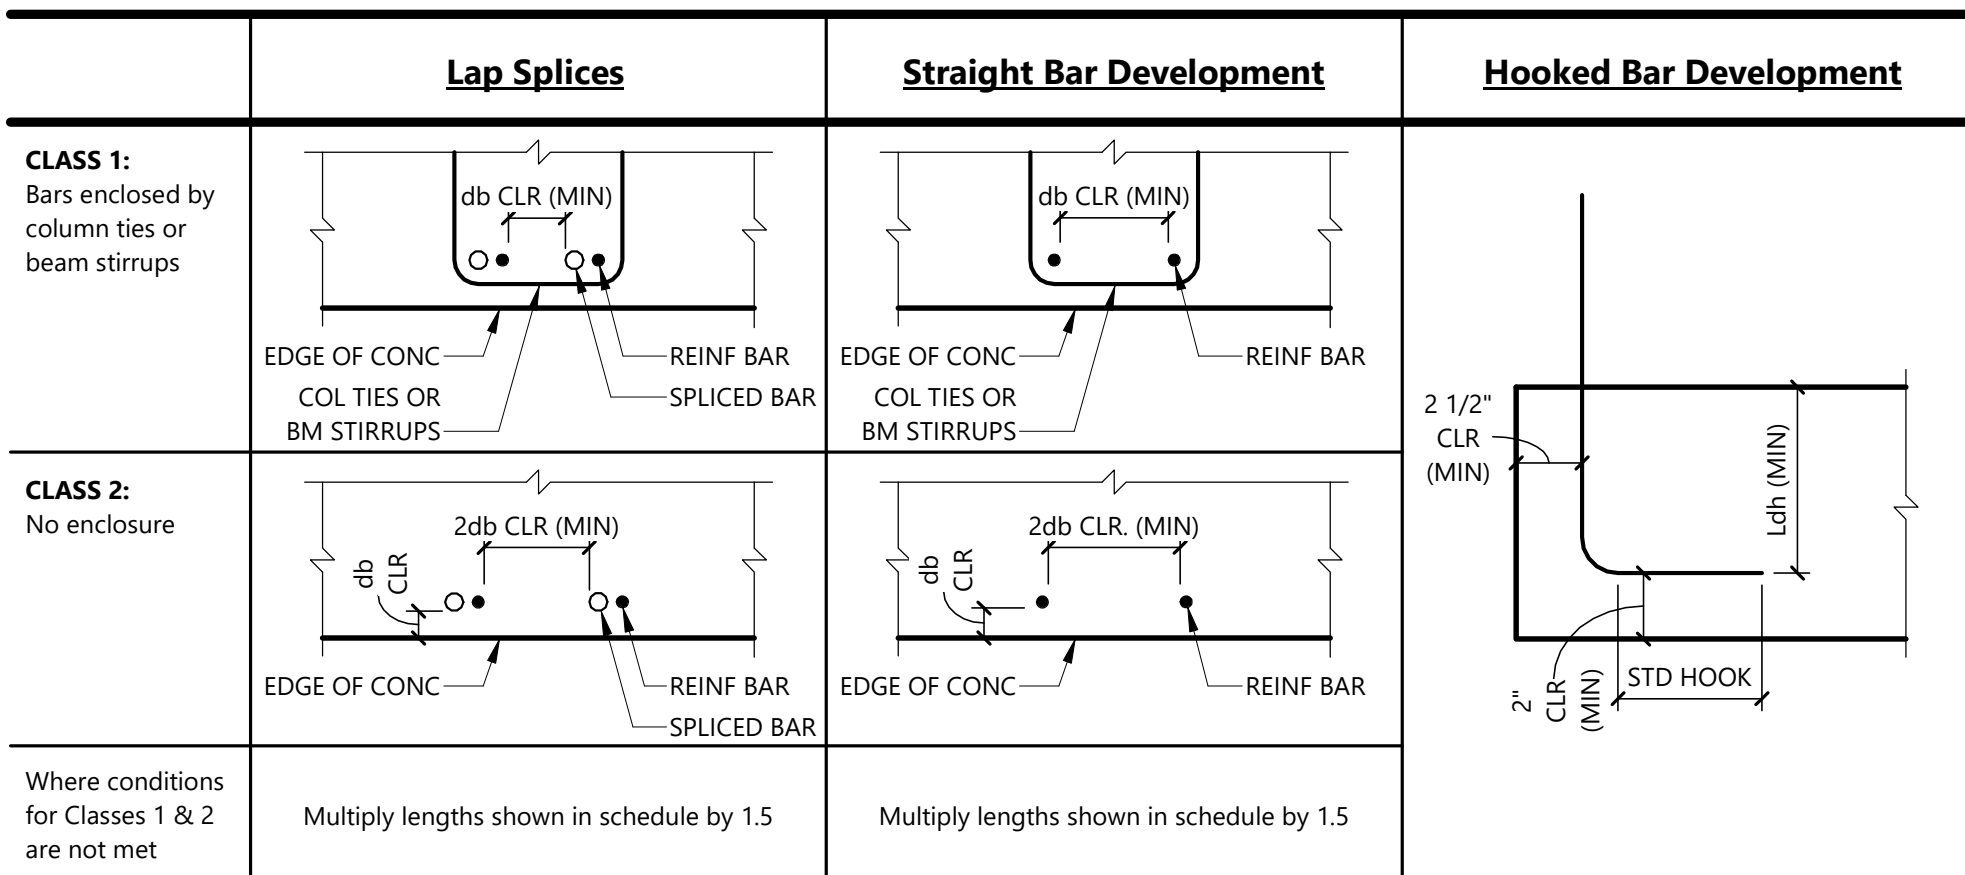 Lap Splices
Straight Bar Development
Hooked Bar Development
CLASS 1:
Bars enclosed by
column ties or
beam stirrups
db CLR (MIN)
EDGE OF CONC
COL TIES OR
BM STIRRUPS
REINF BAR
SPLICED BAR
db CLR (MIN)
EDGE OF CONC
COL TIES OR
BM STIRRUPS
REINF BAR
2 1/2"
CLR
(MIN)
Ldh (MIN)
2"
CLR
(MIN)
STD HOOK
CLASS 2:
No enclosure
2db CLR (MIN)
db
CLR
EDGE OF CONC
REINF BAR
SPLICED BAR
2db CLR. (MIN)
db
CLR
EDGE OF CONC
REINF BAR
Where conditions
for Classes 1 & 2
are not met
Multiply lengths shown in schedule by 1.5
Multiply lengths shown in schedule by 1.5